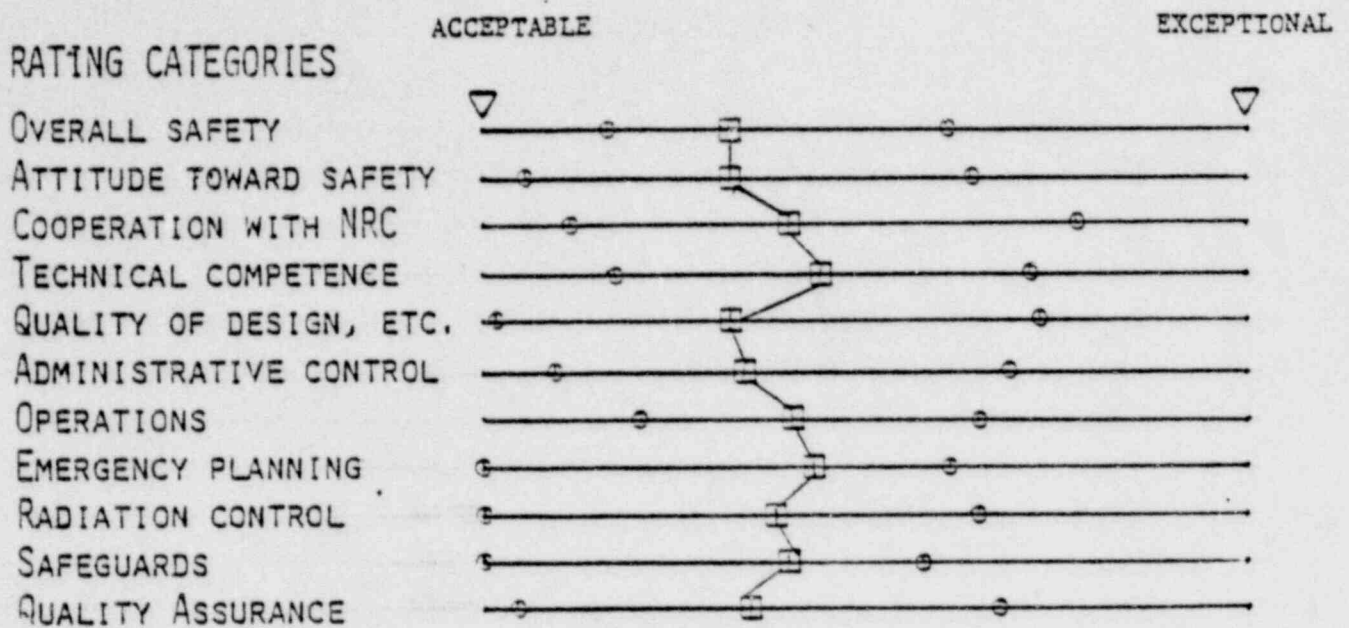 ACCEPTABLE EXCEPTIONAL
RATING CATEGORIES
OVERALL SAFETY
ATTITUDE TOWARD SAFETY
COOPERATION WITH NRC
TECHNICAL COMPETENCE
QUALITY OF DESIGN, ETC.
ADMINISTRATIVE CONTROL
OPERATIONS
EMERGENCY PLANNING
RADIATION CONTROL
SAFEGUARDS
QUALITY ASSURANCE